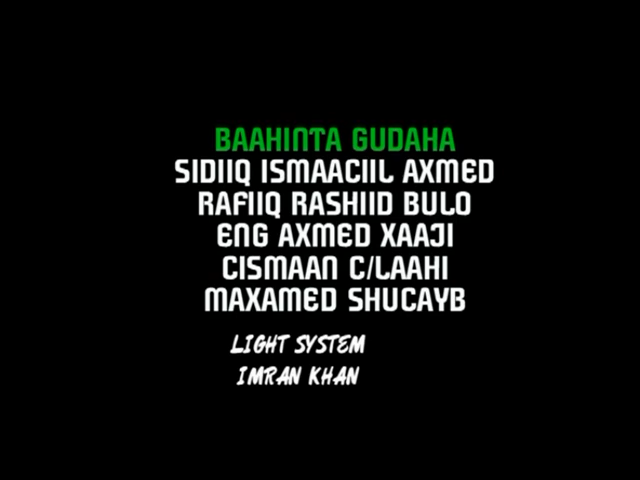 BAAHINTA GUDAHA
SIDIIQ ISMAACIIL AXMED
RAFIIQ RASHIID BULO
ENG AXMED XAAJI
CISMAAN C/LAAHI
MAXAMED SHUCAYB
LIGHT SYSTEM
IMRAN KHAN